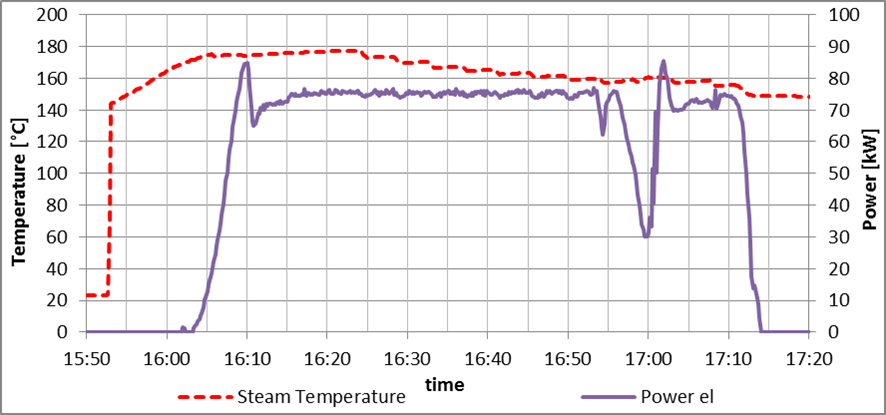 200 100
180 90
160 80
140 70
120 60
100 50
80 40
60 30
40 20
20 10
0 0
Temperature [°C]
Power [kW]
15:50 16:00 16:10 16:20 16:30 16:40 16:50 17:00 17:10 17:20
time
Steam Temperature Power el